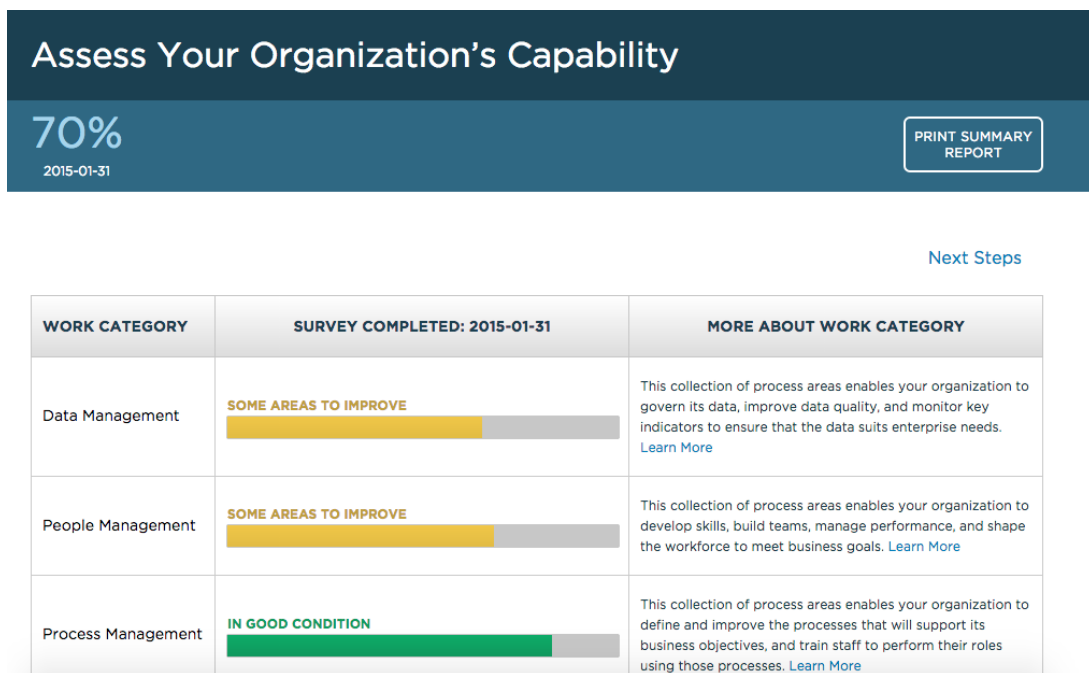 Assess Your Organization's Capability
70%
2015-01-31
PRINT SUMMARY
REPORT
Next Steps
WORK CATEGORY
SURVEY COMPLETED: 2015-01-31
MORE ABOUT WORK CATEGORY
Data Management
SOME AREAS TO IMPROVE
This collection of process areas enables your organization to
govern its data, improve data quality, and monitor key
indicators to ensure that the data suits enterprise needs.
Learn More
People Management
SOME AREAS TO IMPROVE
This collection of process areas enables your organization to
develop skills, build teams, manage performance, and shape
the workforce to meet business goals. Learn More
Process Management
IN GOOD CONDITION
This collection of process areas enables your organization to
define and improve the processes that will support its
business objectives, and train staff to perform their roles
using those processes. Learn More